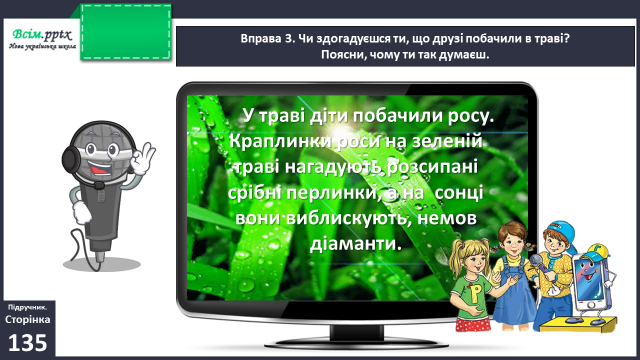 Всім.pptx
Нова українська школа
Вправа 3. Чи здогадуєшся ти, що друзі побачили в траві?
Поясни, чому ти так думаєш.
У траві діти побачили росу.
Краплинки роси на зеленій
траві нагадують розсипані
срібні перлинки, а на сонці
вони виблискують, немов
діаманти.
Підручник.
Сторінка
135